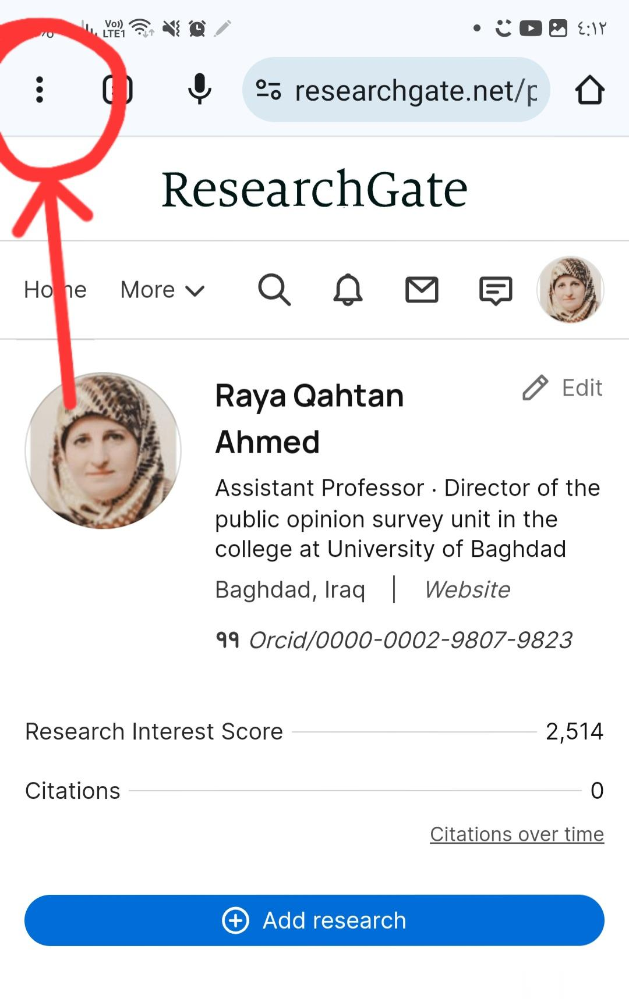 Vo))
LTE1
٤:١٢
researchgate.net/p
ResearchGate
Home
More
Raya Qahtan
Ahmed
Edit
Assistant Professor · Director of the
public opinion survey unit in the
college at University of Baghdad
Baghdad, Iraq | Website
Orcid/0000-0002-9807-9823
Research Interest Score 2,514
Citations 0
Citations over time
Add research